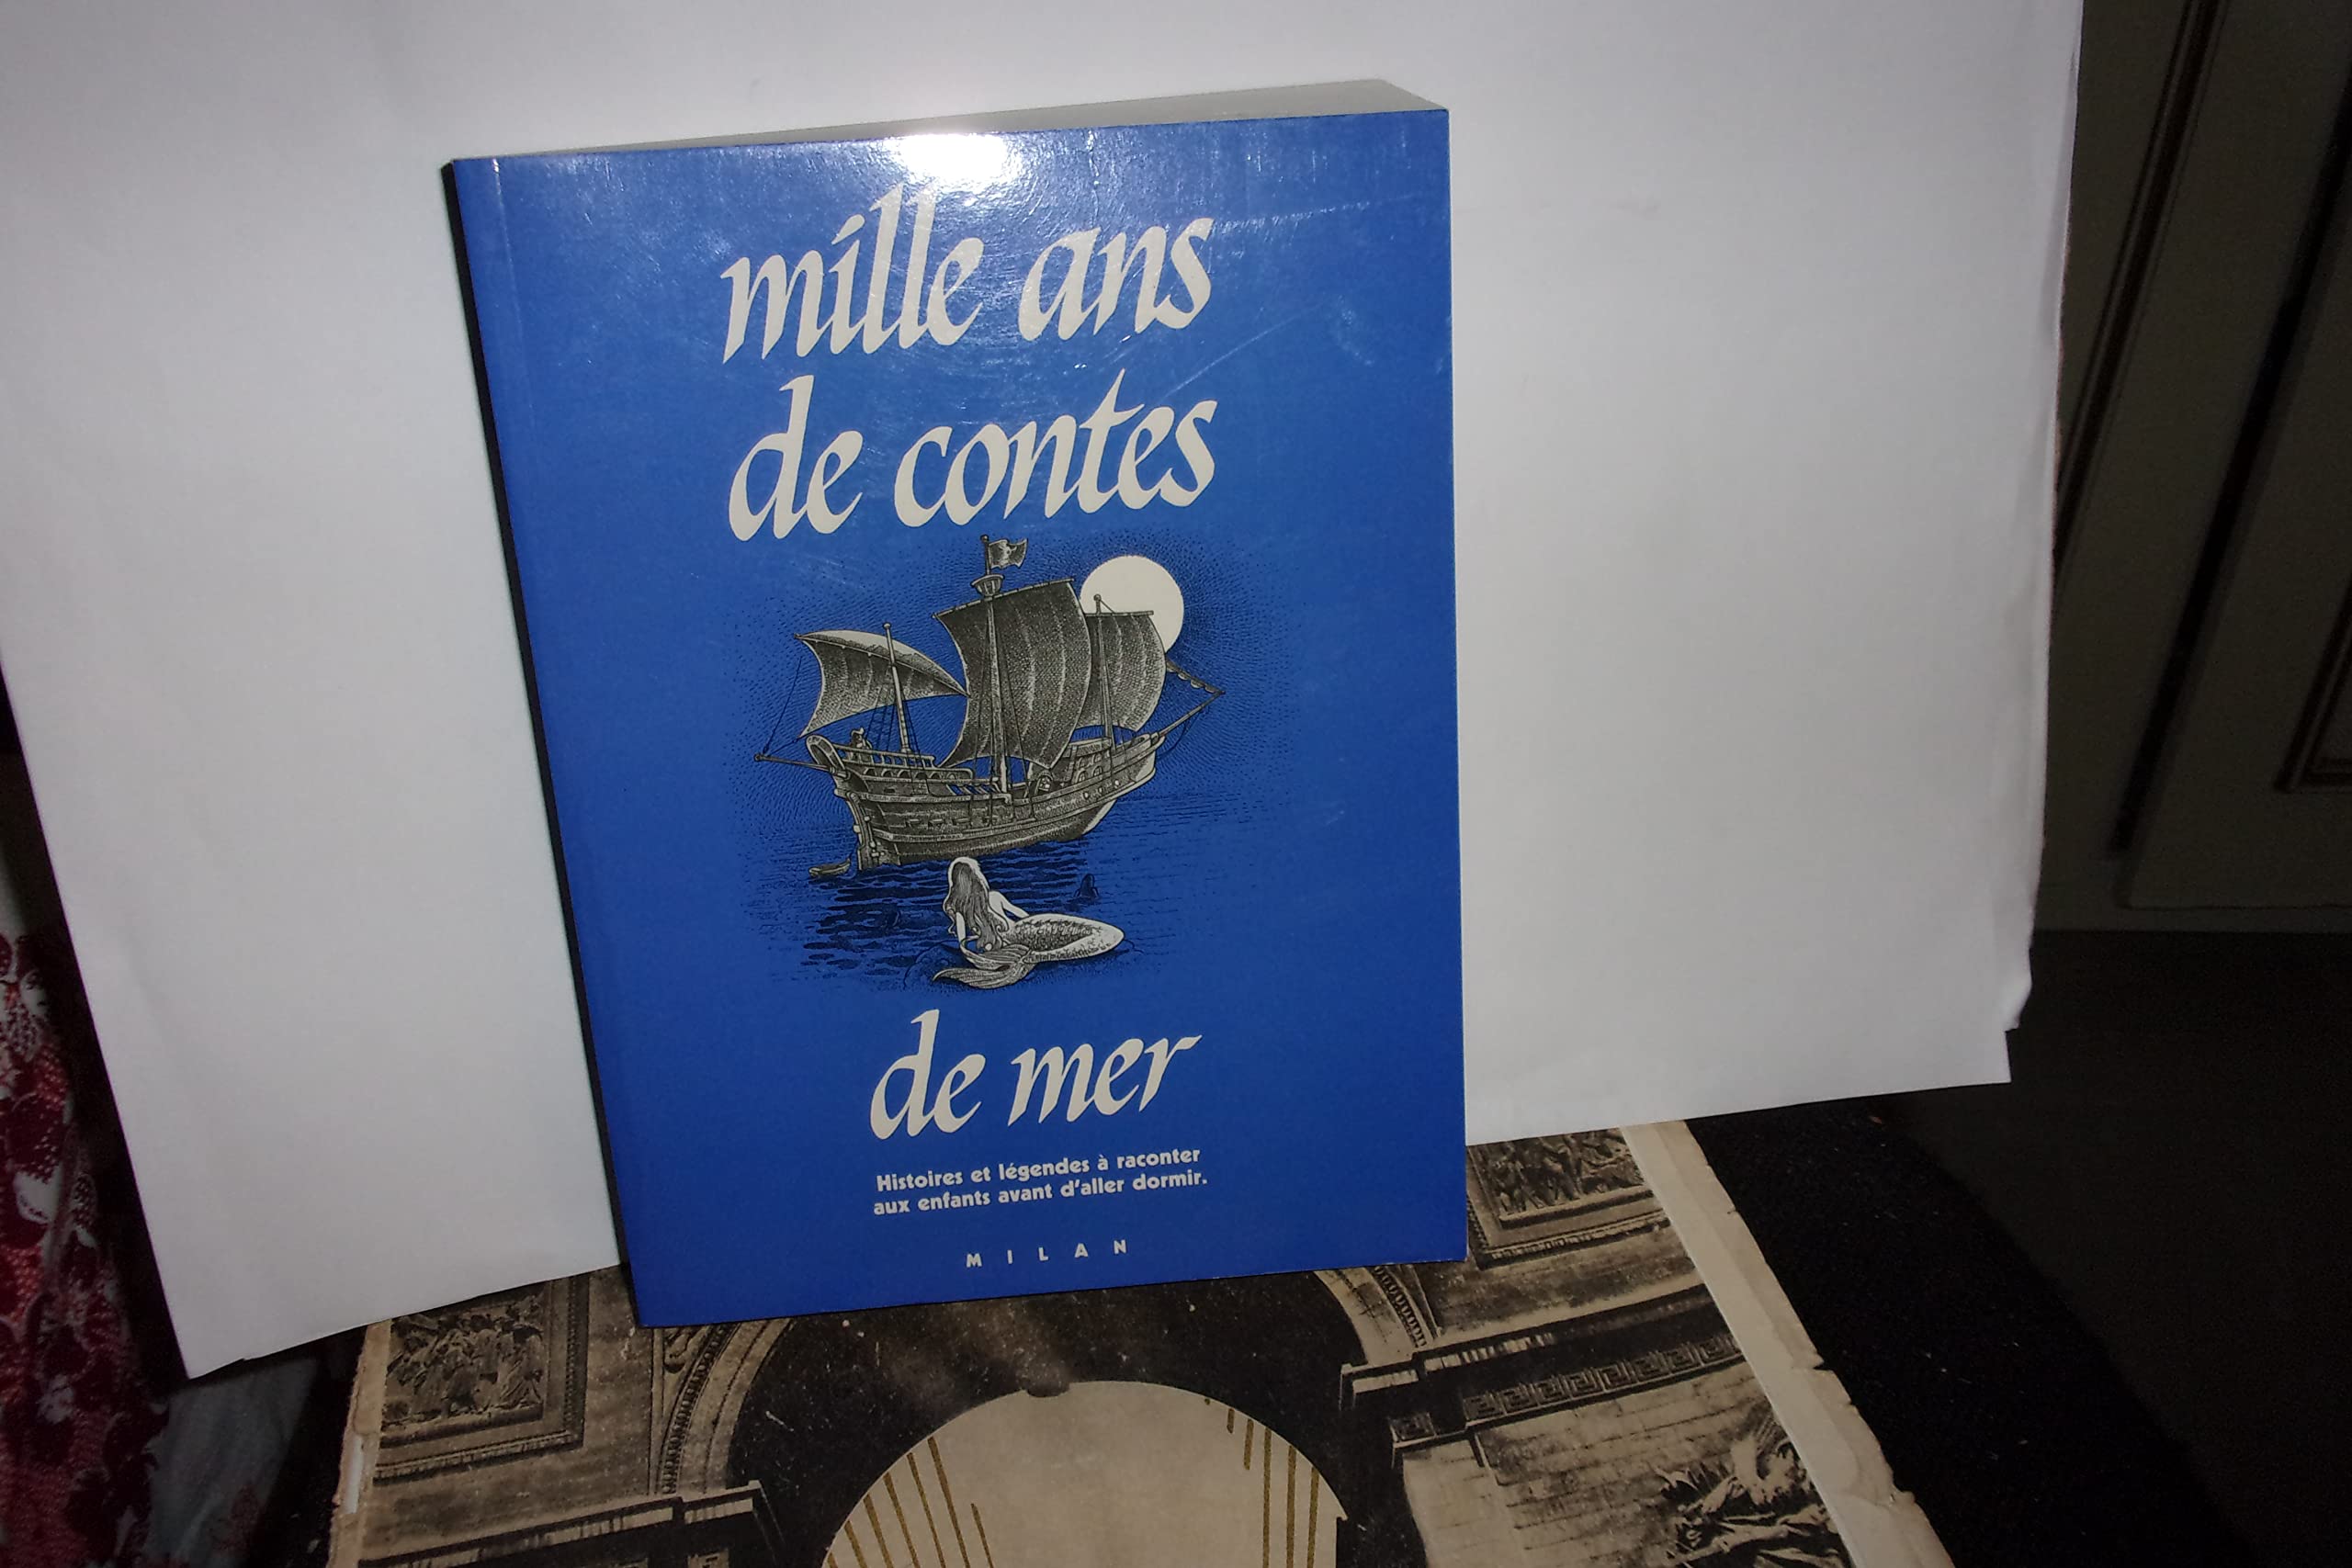 mille ans
de contes
de mer
Histoires et légendes à raconter
aux enfants avant d'aller dormir.
MILAN